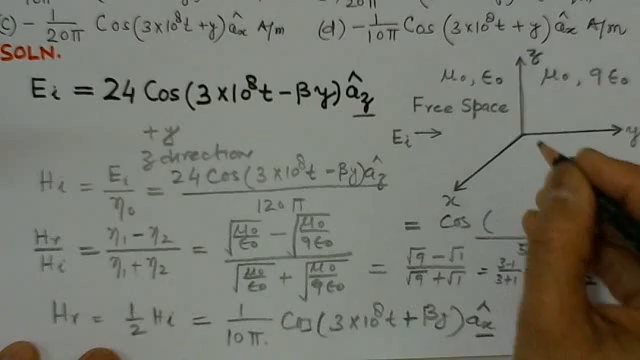 c) - 1/20π Cos(3×10⁸t+y) âx A/m (d) - 1/10π Cos(3×10⁸t+y) âx A/m
SOLN.
Ei = 24 Cos(3×10⁸t - βy) âz
z
μ0, ε0 μ0, 9ε0
Free Space
Ei →
y
x
+y
z direction
Hi = Ei/η0 = 24 Cos(3×10⁸t - βy) âz / 120π
= Cos(
Hr/Hi = (η1 - η2)/(η1 + η2) = (√(μ0/ε0) - √(μ0/9ε0))/(√(μ0/ε0) + √(μ0/9ε0)) = (√9 - √1)/(√9 + √1) = (3-1)/(3+1)
Hr = 1/2 Hi = 1/10π. Cos(3×10⁸t + βy) âx